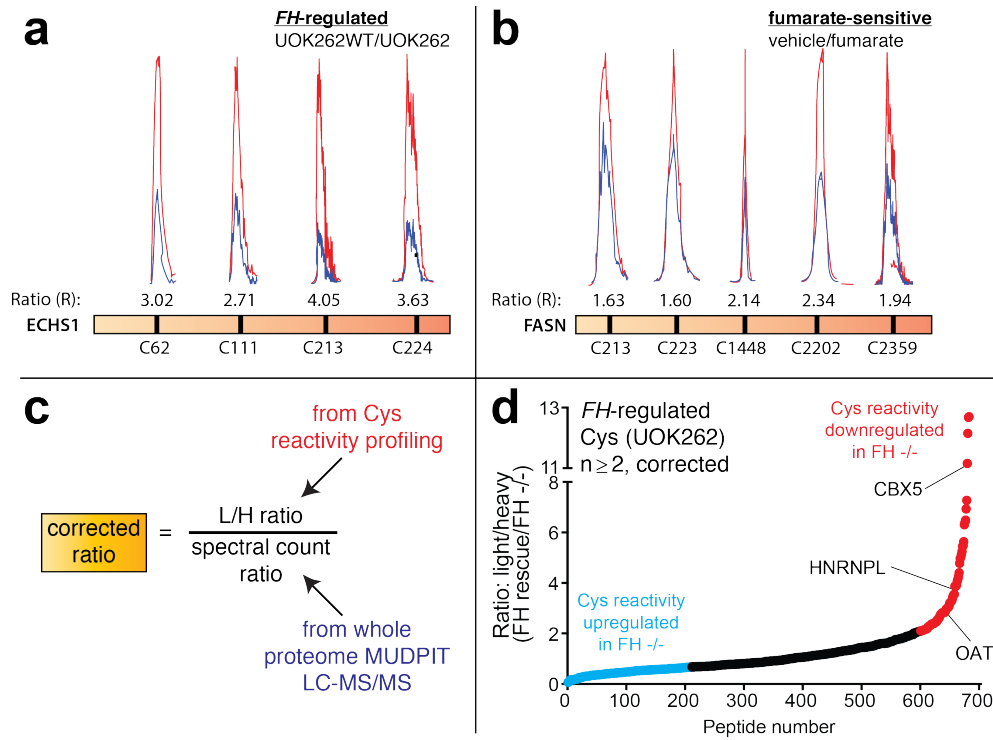 a
FH-regulated
UOK262WT/UOK262
Ratio (R): 3.02 2.71 4.05 3.63
ECHS1
C62 C111 C213 C224
b
fumarate-sensitive
vehicle/fumarate
Ratio (R): 1.63 1.60 2.14 2.34 1.94
FASN
C213 C223 C1448 C2202 C2359
c
from Cys
reactivity profiling
corrected
ratio
=
L/H ratio
spectral count
ratio
from whole
proteome MUDPIT
LC-MS/MS
d
FH-regulated
Cys (UOK262)
n ≥ 2, corrected
Cys reactivity
downregulated
in FH -/-
CBX5
HNRNPL
OAT
Cys reactivity
upregulated
in FH -/-
Ratio: light/heavy
(FH rescue/FH -/-)
13
11
8
6
4
2
0
0 100 200 300 400 500 600 700
Peptide number